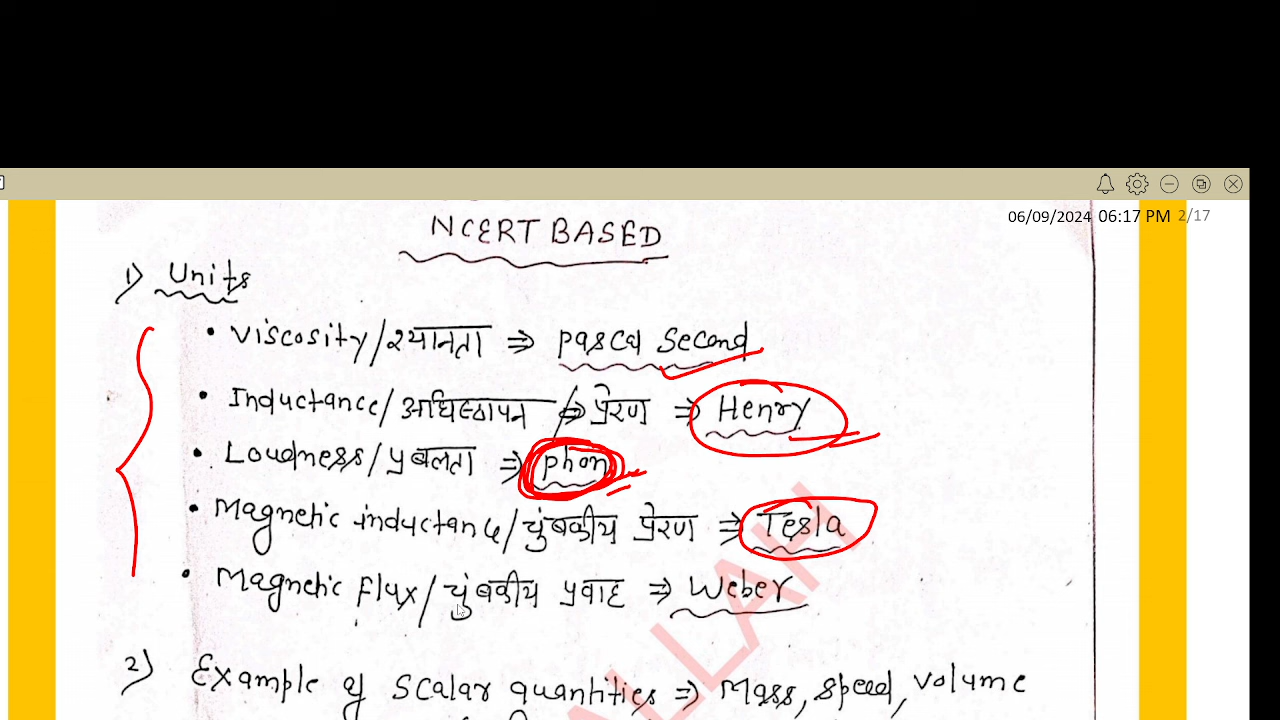 06/09/2024 06:17 PM 2/17
NCERT BASED
1) Units
• Viscosity/श्यानता ⇒ pascal second
• Inductance/अधिष्ठापन / प्रेरण ⇒ Henry
• Loudness/प्रबलता ⇒ phon
• Magnetic inductance/चुंबकीय प्रेरण ⇒ Tesla
• Magnetic flux/चुंबकीय प्रवाह ⇒ Weber
2) Example of scalar quantities ⇒ Mass, speed, volume
LLAH